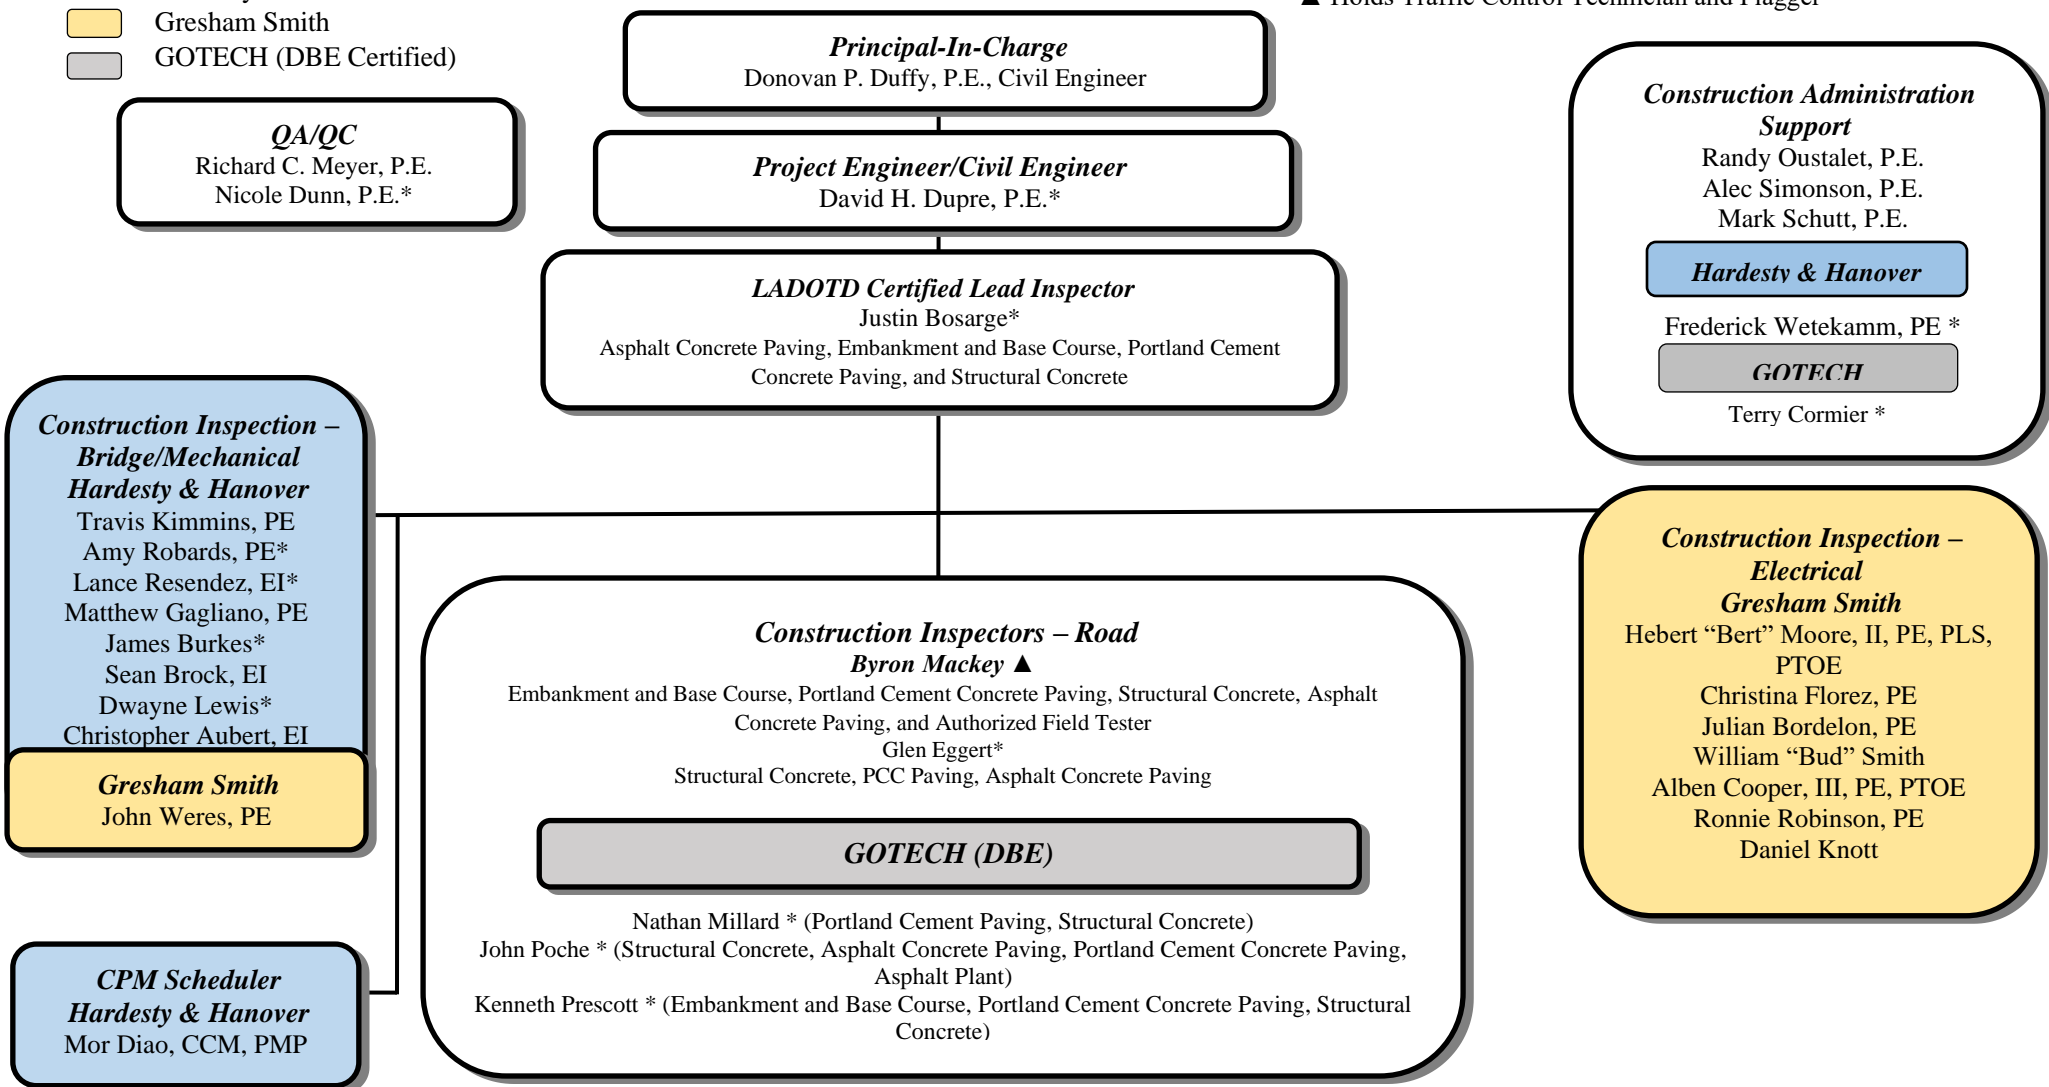 Gresham Smith
GOTECH (DBE Certified)
▲ Holds Traffic Control Technician and Flagger
Principal-In-Charge
Donovan P. Duffy, P.E., Civil Engineer
QA/QC
Richard C. Meyer, P.E.
Nicole Dunn, P.E.*
Project Engineer/Civil Engineer
David H. Dupre, P.E.*
Construction Administration
Support
Randy Oustalet, P.E.
Alec Simonson, P.E.
Mark Schutt, P.E.
Hardesty & Hanover
Frederick Wetekamm, PE *
GOTECH
Terry Cormier *
LADOTD Certified Lead Inspector
Justin Bosarge*
Asphalt Concrete Paving, Embankment and Base Course, Portland Cement
Concrete Paving, and Structural Concrete
Construction Inspection –
Bridge/Mechanical
Hardesty & Hanover
Travis Kimmins, PE
Amy Robards, PE*
Lance Resendez, EI*
Matthew Gagliano, PE
James Burkes*
Sean Brock, EI
Dwayne Lewis*
Christopher Aubert, EI
Gresham Smith
John Weres, PE
Construction Inspectors – Road
Byron Mackey ▲
Embankment and Base Course, Portland Cement Concrete Paving, Structural Concrete, Asphalt
Concrete Paving, and Authorized Field Tester
Glen Eggert*
Structural Concrete, PCC Paving, Asphalt Concrete Paving
GOTECH (DBE)
Nathan Millard * (Portland Cement Paving, Structural Concrete)
John Poche * (Structural Concrete, Asphalt Concrete Paving, Portland Cement Concrete Paving,
Asphalt Plant)
Kenneth Prescott * (Embankment and Base Course, Portland Cement Concrete Paving, Structural
Concrete)
Construction Inspection –
Electrical
Gresham Smith
Hebert “Bert” Moore, II, PE, PLS,
PTOE
Christina Florez, PE
Julian Bordelon, PE
William “Bud” Smith
Alben Cooper, III, PE, PTOE
Ronnie Robinson, PE
Daniel Knott
CPM Scheduler
Hardesty & Hanover
Mor Diao, CCM, PMP